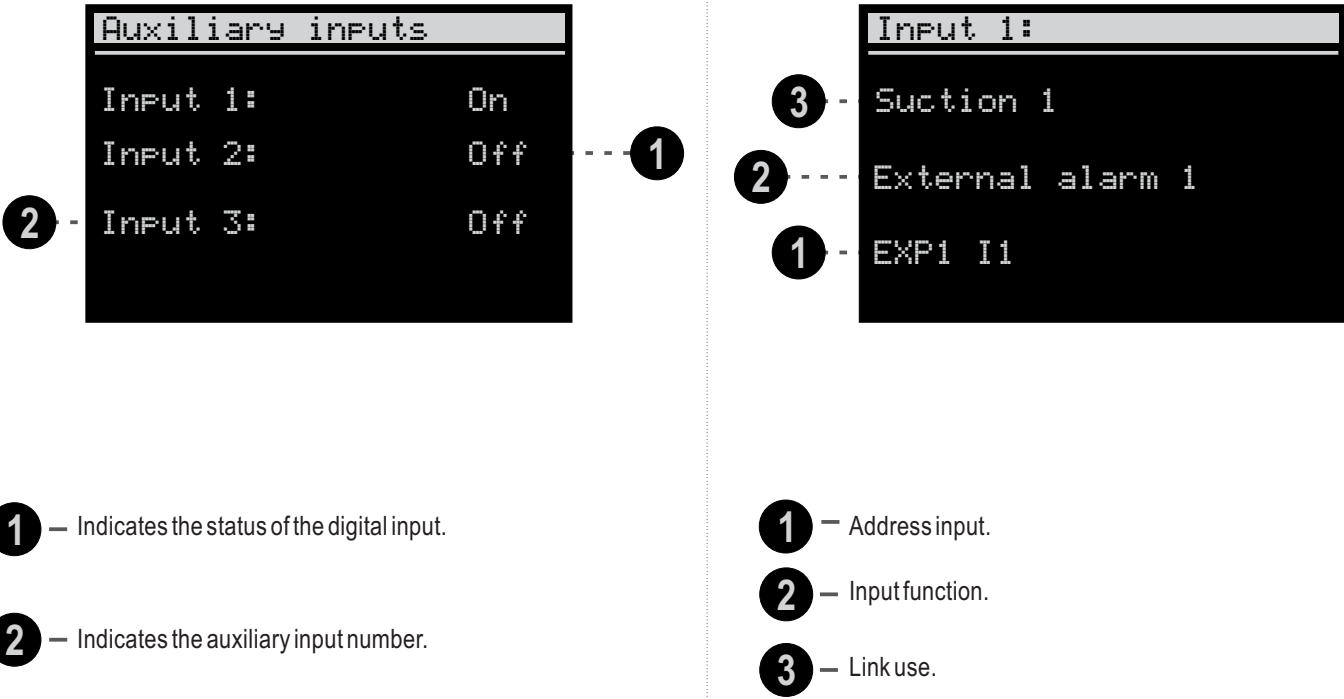 Auxiliary inputs
Input 1: On
Input 2: Off
1
2
Input 3: Off
1 – Indicates the status of the digital input.
2 – Indicates the auxiliary input number.
Input 1:
3
Suction 1
2
External alarm 1
1
EXP1 I1
1 – Address input.
2 – Input function.
3 – Link use.